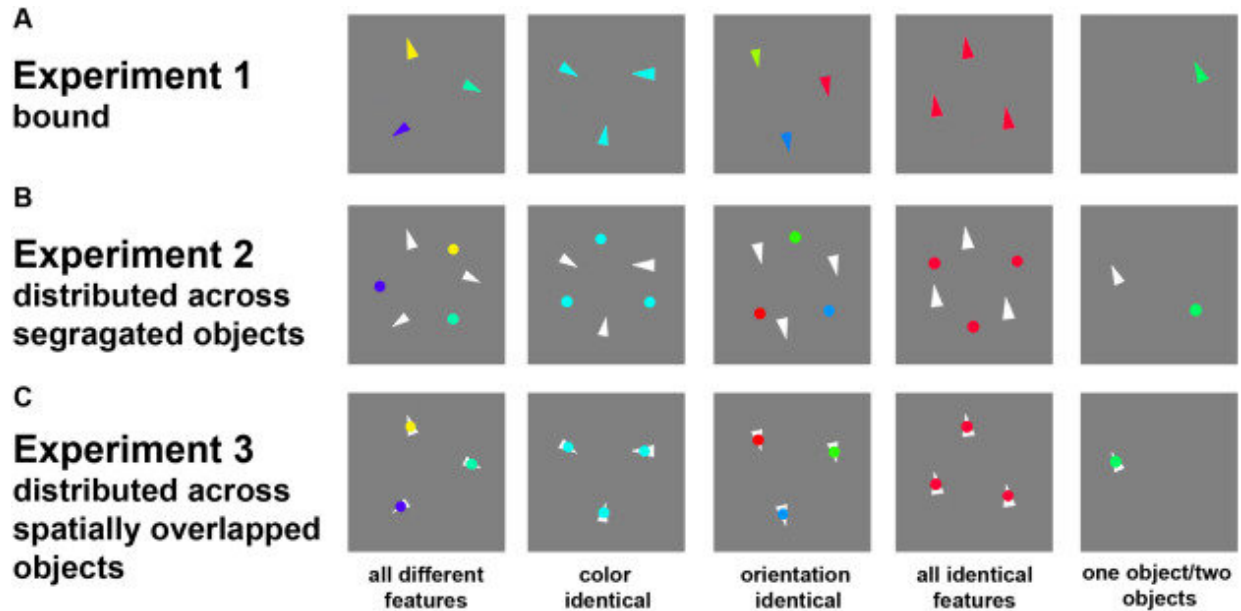 A
Experiment 1
bound
B
Experiment 2
distributed across
segragated objects
C
Experiment 3
distributed across
spatially overlapped
objects
all different
features
color
identical
orientation
identical
all identical
features
one object/two
objects